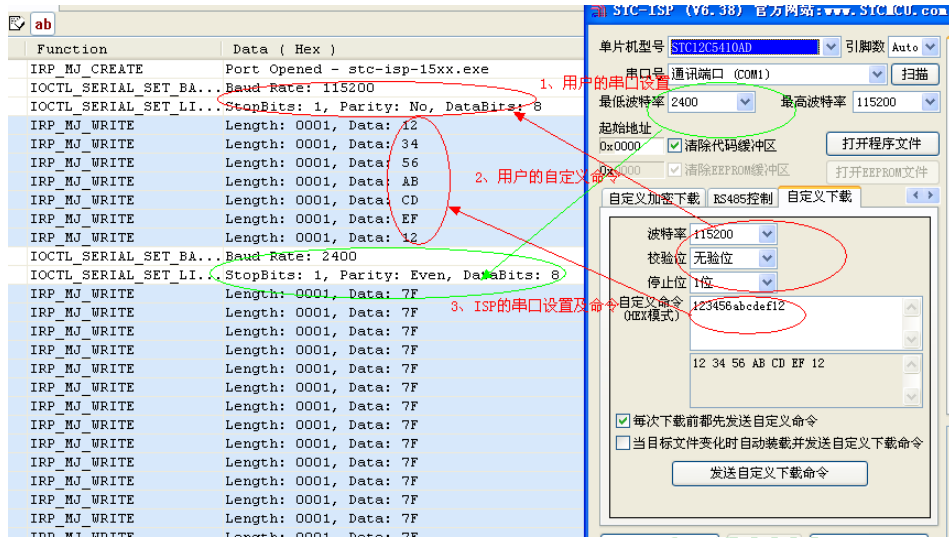 ab
Function Data ( Hex )
IRP_MJ_CREATE Port Opened - stc-isp-15xx.exe
IOCTL_SERIAL_SET_BA... Baud Rate: 115200
IOCTL_SERIAL_SET_LI... StopBits: 1, Parity: No, DataBits: 8
IRP_MJ_WRITE Length: 0001, Data: 12
IRP_MJ_WRITE Length: 0001, Data: 34
IRP_MJ_WRITE Length: 0001, Data: 56
IRP_MJ_WRITE Length: 0001, Data: AB
IRP_MJ_WRITE Length: 0001, Data: CD
IRP_MJ_WRITE Length: 0001, Data: EF
IRP_MJ_WRITE Length: 0001, Data: 12
IOCTL_SERIAL_SET_BA... Baud Rate: 2400
IOCTL_SERIAL_SET_LI... StopBits: 1, Parity: Even, DataBits: 8
IRP_MJ_WRITE Length: 0001, Data: 7F
IRP_MJ_WRITE Length: 0001, Data: 7F
IRP_MJ_WRITE Length: 0001, Data: 7F
IRP_MJ_WRITE Length: 0001, Data: 7F
IRP_MJ_WRITE Length: 0001, Data: 7F
IRP_MJ_WRITE Length: 0001, Data: 7F
IRP_MJ_WRITE Length: 0001, Data: 7F
IRP_MJ_WRITE Length: 0001, Data: 7F
IRP_MJ_WRITE Length: 0001, Data: 7F
IRP_MJ_WRITE Length: 0001, Data: 7F
IRP_MJ_WRITE Length: 0001, Data: 7F
IRP_MJ_WRITE Length: 0001, Data: 7F
IRP_MJ_WRITE Length: 0001, Data: 7F
IRP_MJ_WRITE Length: 0001, Data: 7F
1、用户的串口设置
2、用户的自定义命令
3、ISP的串口设置及命令
STC-ISP (V6.38) 官方网站:www.STCMCU.com
单片机型号 STC12C5410AD 引脚数 Auto
串口号 通讯端口 (COM1) 扫描
最低波特率 2400 最高波特率 115200
起始地址
0x0000 清除代码缓冲区 打开程序文件
0x0000 清除EEPROM缓冲区 打开EEPROM文件
自定义加密下载 RS485控制 自定义下载
波特率 115200
校验位 无验位
停止位 1位
自定义命令 123456abcdef12
(HEX模式)
12 34 56 AB CD EF 12
每次下载前都先发送自定义命令
当目标文件变化时自动装载并发送自定义下载命令
发送自定义下载命令